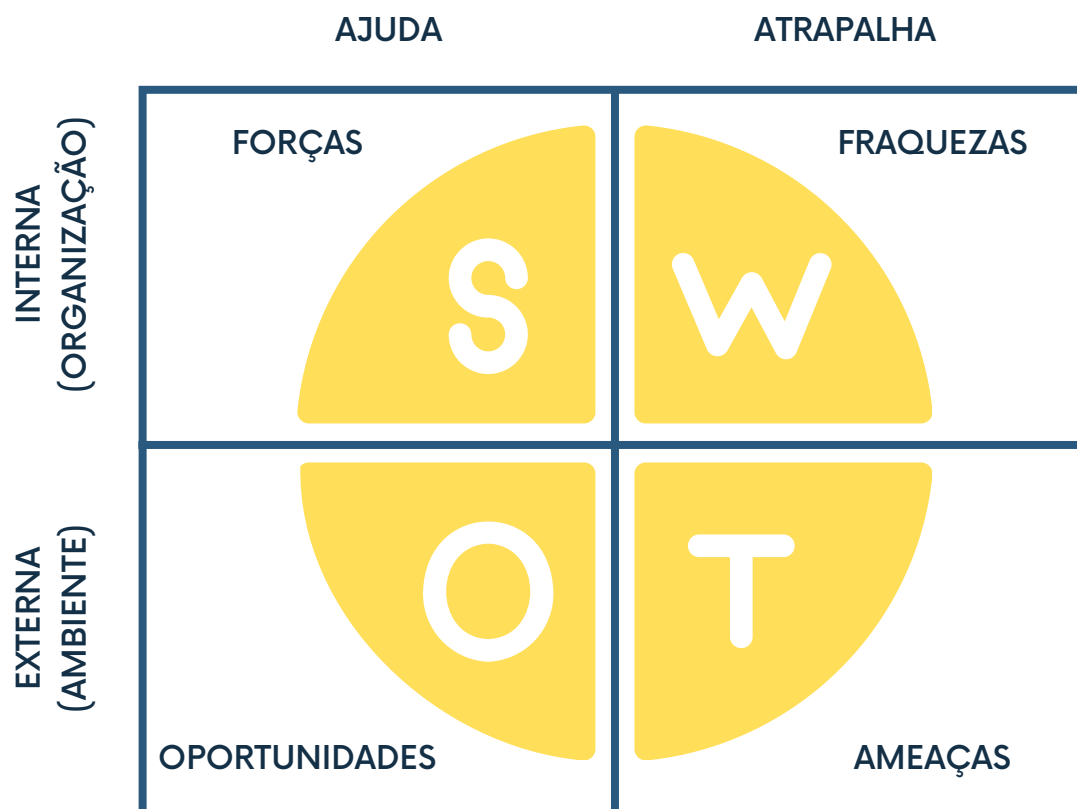 AJUDA
ATRAPALHA
INTERNA
(ORGANIZAÇÃO)
FORÇAS
FRAQUEZAS
S
W
EXTERNA
(AMBIENTE)
O
T
OPORTUNIDADES
AMEAÇAS